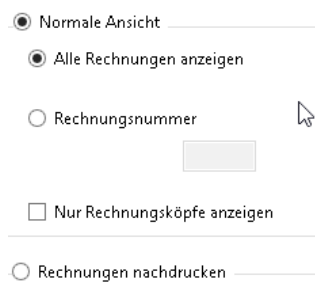 Normale Ansicht
Alle Rechnungen anzeigen
Rechnungsnummer
Nur Rechnungsköpfe anzeigen
Rechnungen nachdrucken